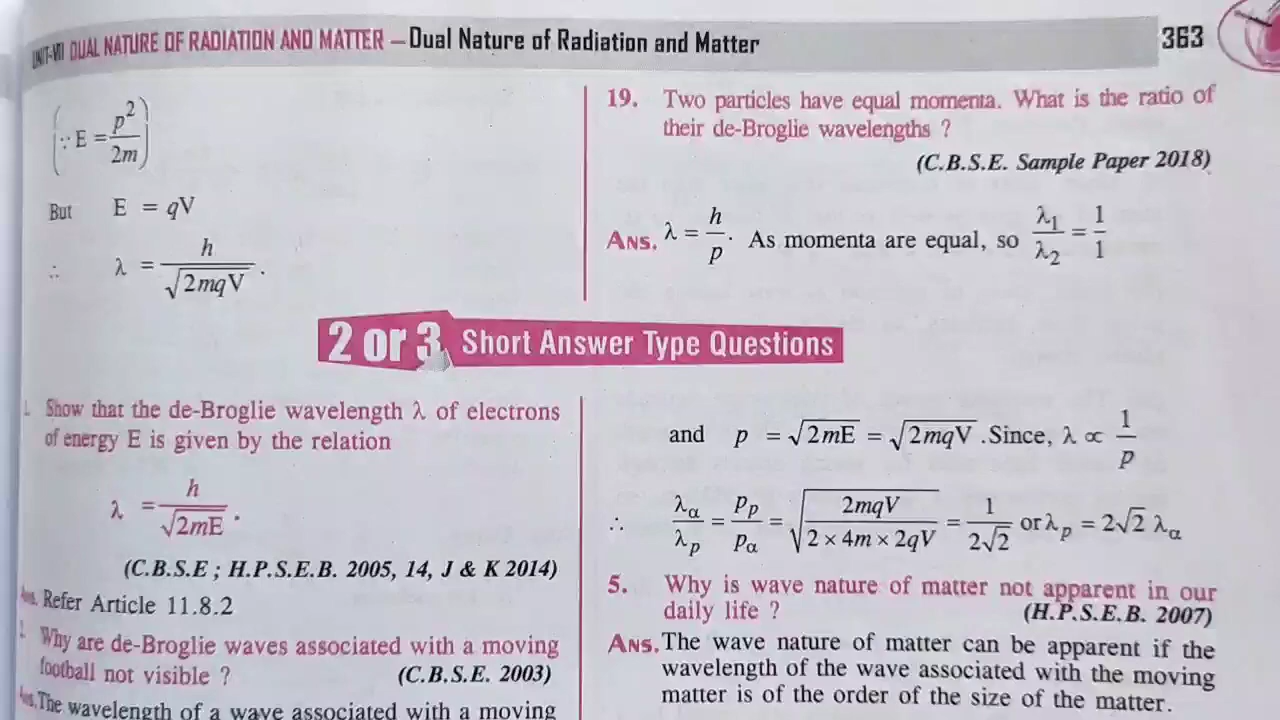 UNIT-VII DUAL NATURE OF RADIATION AND MATTER – Dual Nature of Radiation and Matter 363
(∵ E = p²/2m)
But E = qV
∴ λ = h/√2mqV .
19. Two particles have equal momenta. What is the ratio of
their de-Broglie wavelengths ?
(C.B.S.E. Sample Paper 2018)
Ans. λ = h/p. As momenta are equal, so λ₁/λ₂ = 1/1
2 or 3 Short Answer Type Questions
1. Show that the de-Broglie wavelength λ of electrons
of energy E is given by the relation
λ = h/√2mE .
(C.B.S.E ; H.P.S.E.B. 2005, 14, J & K 2014)
Ans. Refer Article 11.8.2
2. Why are de-Broglie waves associated with a moving
football not visible ? (C.B.S.E. 2003)
Ans. The wavelength of a wave associated with a moving
and p = √2mE = √2mqV .Since, λ ∝ 1/p
∴ λα/λp = pp/pα = √(2mqV/2 × 4m × 2qV) = 1/2√2 or λp = 2√2 λα
5. Why is wave nature of matter not apparent in our
daily life ? (H.P.S.E.B. 2007)
Ans. The wave nature of matter can be apparent if the
wavelength of the wave associated with the moving
matter is of the order of the size of the matter.